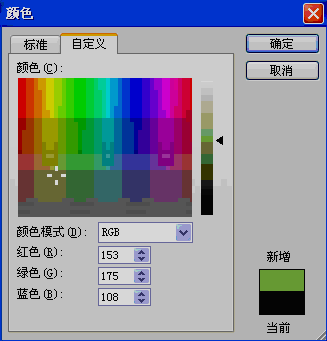 颜色
标准 自定义
确定
取消
颜色(C):
颜色模式(D): RGB
红色(R): 153
绿色(G): 175
蓝色(B): 108
新增
当前